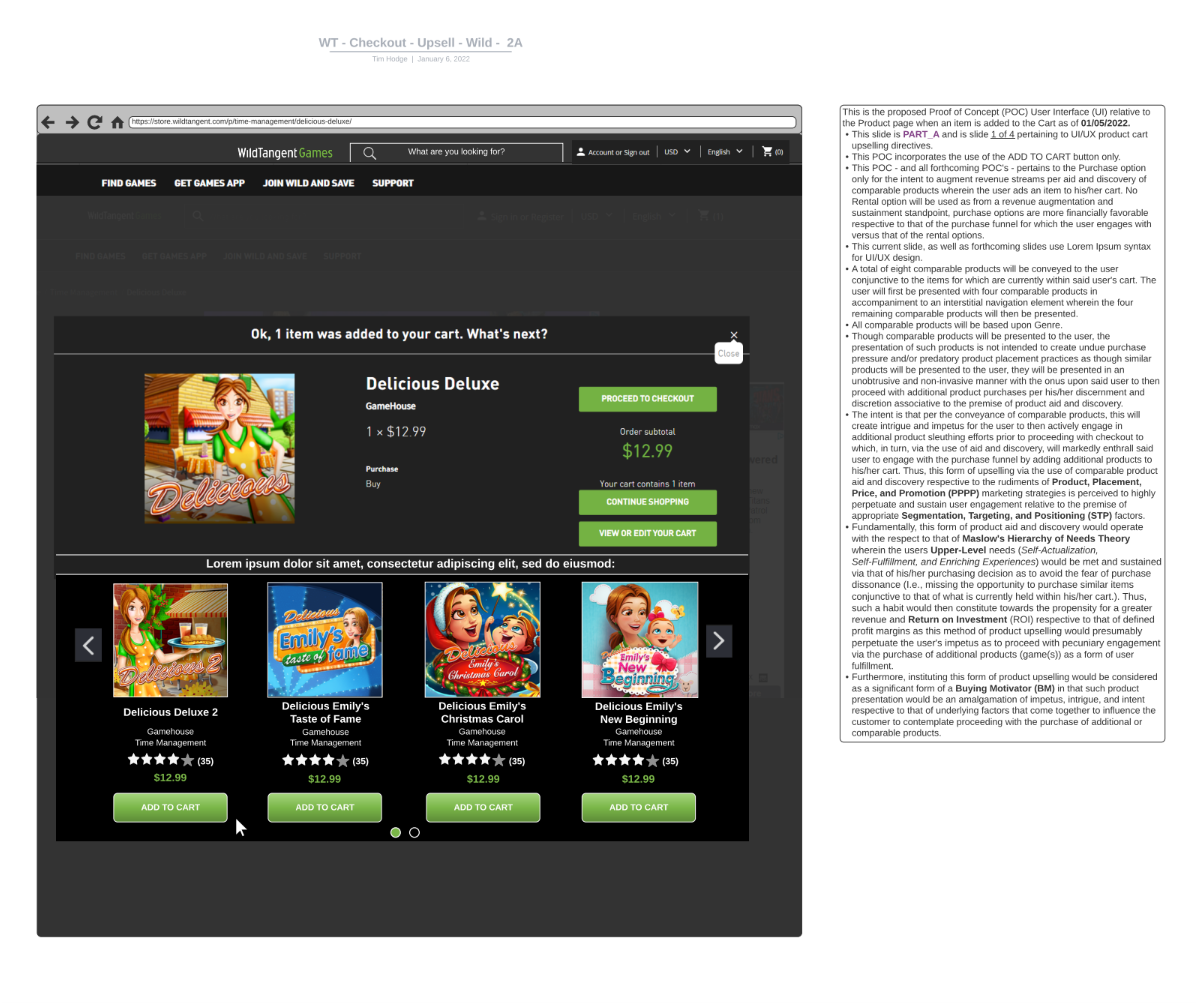 WT - Checkout - Upsell - Wild - 2A
Tim Hodge | January 6, 2022
https://store.wildtangent.com/p/time-management/delicious-deluxe/
WildTangent Games
What are you looking for?
Account or Sign out | USD | English | (0)
FIND GAMES GET GAMES APP JOIN WILD AND SAVE SUPPORT
FIND GAMES GET GAMES APP JOIN WILD AND SAVE SUPPORT
Ok, 1 item was added to your cart. What's next?
×
Close
Delicious
Delicious Deluxe
GameHouse
1 × $12.99
Purchase
Buy
PROCEED TO CHECKOUT
Order subtotal
$12.99
Your cart contains 1 item
CONTINUE SHOPPING
VIEW OR EDIT YOUR CART
Lorem ipsum dolor sit amet, consectetur adipiscing elit, sed do eiusmod:
Delicious 2
Delicious Emily's taste of fame
Delicious Emily's Christmas Carol
Emily's New Beginning
Delicious Deluxe 2
Gamehouse
Time Management
(35)
$12.99
ADD TO CART
Delicious Emily's
Taste of Fame
Gamehouse
Time Management
(35)
$12.99
ADD TO CART
Delicious Emily's
Christmas Carol
Gamehouse
Time Management
(35)
$12.99
ADD TO CART
Delicious Emily's
New Beginning
Gamehouse
Time Management
(35)
$12.99
ADD TO CART
This is the proposed Proof of Concept (POC) User Interface (UI) relative to
the Product page when an item is added to the Cart as of 01/05/2022.
• This slide is PART_A and is slide 1 of 4 pertaining to UI/UX product cart
upselling directives.
• This POC incorporates the use of the ADD TO CART button only.
• This POC - and all forthcoming POC's - pertains to the Purchase option
only for the intent to augment revenue streams per aid and discovery of
comparable products wherein the user ads an item to his/her cart. No
Rental option will be used as from a revenue augmentation and
sustainment standpoint, purchase options are more financially favorable
respective to that of the purchase funnel for which the user engages with
versus that of the rental options.
• This current slide, as well as forthcoming slides use Lorem Ipsum syntax
for UI/UX design.
• A total of eight comparable products will be conveyed to the user
conjunctive to the items for which are currently within said user's cart. The
user will first be presented with four comparable products in
accompaniment to an interstitial navigation element wherein the four
remaining comparable products will then be presented.
• All comparable products will be based upon Genre.
• Though comparable products will be presented to the user, the
presentation of such products is not intended to create undue purchase
pressure and/or predatory product placement practices as though similar
products will be presented to the user, they will be presented in an
unobtrusive and non-invasive manner with the onus upon said user to then
proceed with additional product purchases per his/her discernment and
discretion associative to the premise of product aid and discovery.
• The intent is that per the conveyance of comparable products, this will
create intrigue and impetus for the user to then actively engage in
additional product sleuthing efforts prior to proceeding with checkout to
which, in turn, via the use of aid and discovery, will markedly enthrall said
user to engage with the purchase funnel by adding additional products to
his/her cart. Thus, this form of upselling via the use of comparable product
aid and discovery respective to the rudiments of Product, Placement,
Price, and Promotion (PPPP) marketing strategies is perceived to highly
perpetuate and sustain user engagement relative to the premise of
appropriate Segmentation, Targeting, and Positioning (STP) factors.
• Fundamentally, this form of product aid and discovery would operate
with the respect to that of Maslow's Hierarchy of Needs Theory
wherein the users Upper-Level needs (Self-Actualization,
Self-Fulfillment, and Enriching Experiences) would be met and sustained
via that of his/her purchasing decision as to avoid the fear of purchase
dissonance (I.e., missing the opportunity to purchase similar items
conjunctive to that of what is currently held within his/her cart.). Thus,
such a habit would then constitute towards the propensity for a greater
revenue and Return on Investment (ROI) respective to that of defined
profit margins as this method of product upselling would presumably
perpetuate the user's impetus as to proceed with pecuniary engagement
via the purchase of additional products (game(s)) as a form of user
fulfillment.
• Furthermore, instituting this form of product upselling would be considered
as a significant form of a Buying Motivator (BM) in that such product
presentation would be an amalgamation of impetus, intrigue, and intent
respective to that of underlying factors that come together to influence the
customer to contemplate proceeding with the purchase of additional or
comparable products.